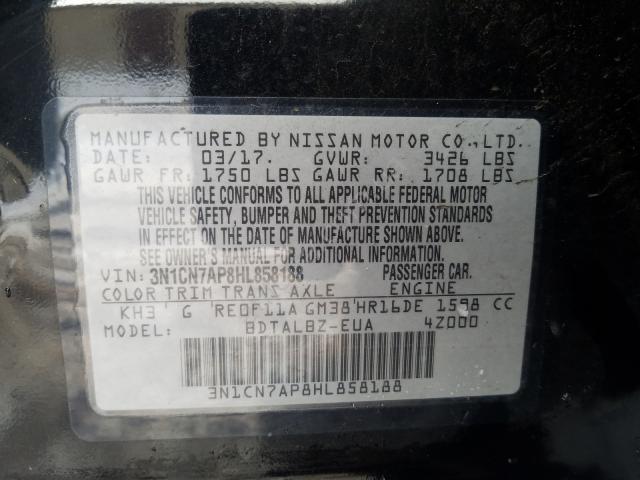 MANUFACTURED BY NISSAN MOTOR CO., LTD.
DATE: 03/17. GVWR: 3426 LBS
GAWR FR: 1750 LBS GAWR RR: 1708 LBS
THIS VEHICLE CONFORMS TO ALL APPLICABLE FEDERAL MOTOR
VEHICLE SAFETY, BUMPER AND THEFT PREVENTION STANDARDS
IN EFFECT ON THE DATE OF MANUFACTURE SHOWN ABOVE.
SEE OWNER'S MANUAL FOR ADDITIONAL INFORMATION.
VIN: 3N1CN7AP8HL858188 PASSENGER CAR.
COLOR TRIM TRANS AXLE ENGINE
KH3 G RE0F11A GM38 HR16DE 1598 CC
MODEL: BDTALBZ-EUA 4Z000
3N1CN7AP8HL858188